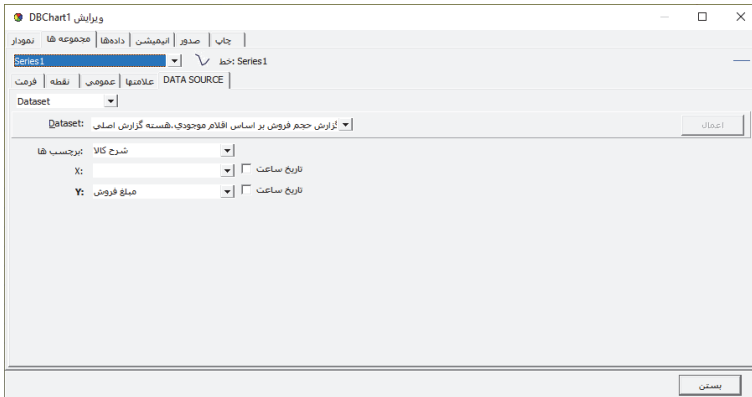 ویرایش DBChart1
نمودار مجموعه ها داده‌ها انیمیشن صدور چاپ
Series1 خط: Series1
فرمت نقطه عمومی علامتها DATA SOURCE
Dataset
Dataset: گزارش حجم فروش بر اساس اقلام موجودي.هسته گزارش اصلی اعمال
برچسب ها: شرح کالا
X: تاریخ ساعت
Y: مبلغ فروش تاریخ ساعت
بستن